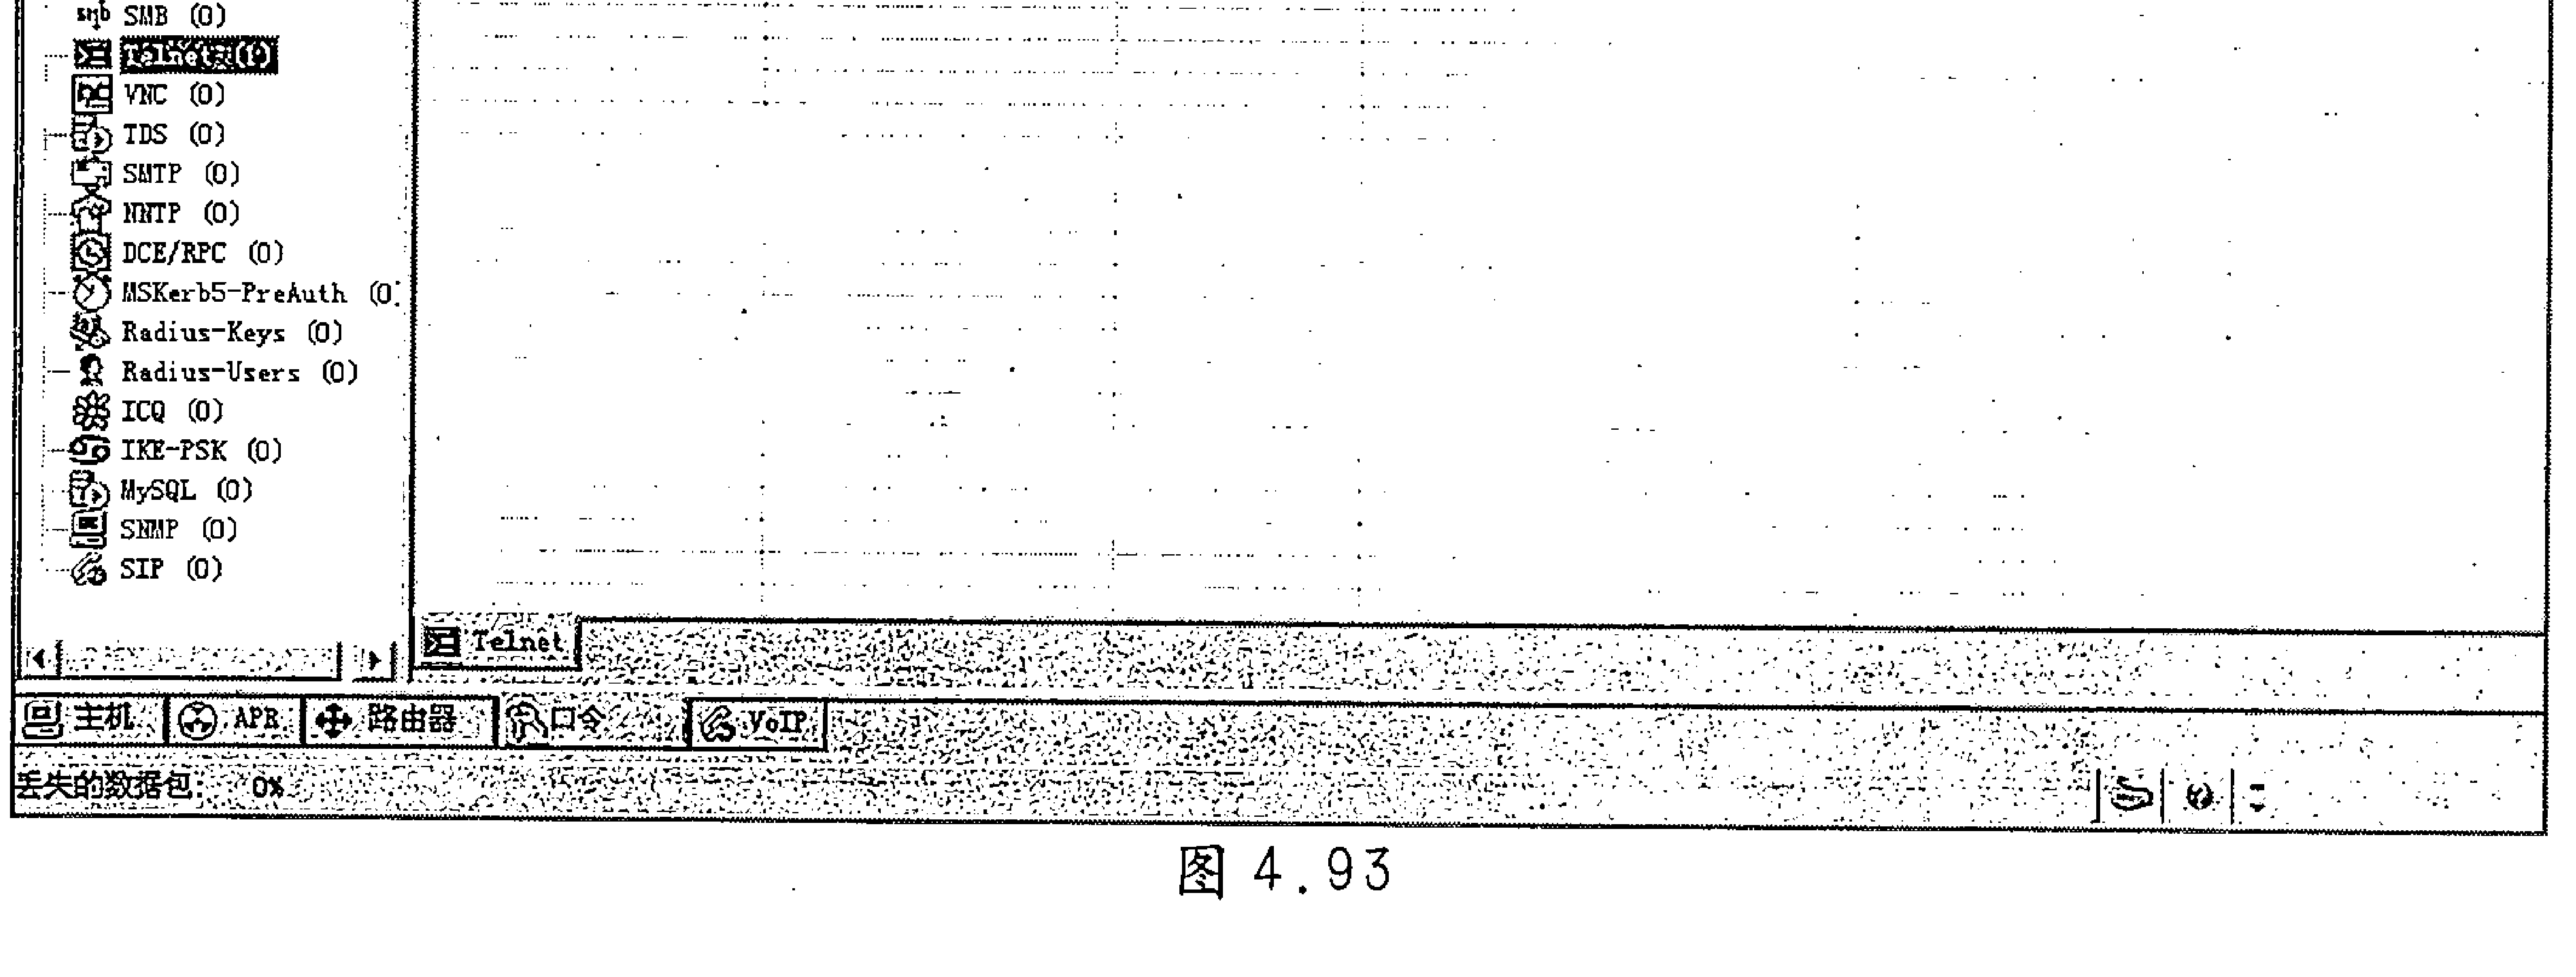 SMB (0)
Telnet (1)
VNC (0)
TDS (0)
SMTP (0)
NNTP (0)
DCE/RPC (0)
MSKerb5-PreAuth (0
Radius-Keys (0)
Radius-Users (0)
ICQ (0)
IKE-PSK (0)
MySQL (0)
SNMP (0)
SIP (0)
Telnet
主机 APR 路由器 口令 VoIP
丢失的数据包: 0%
图 4.93